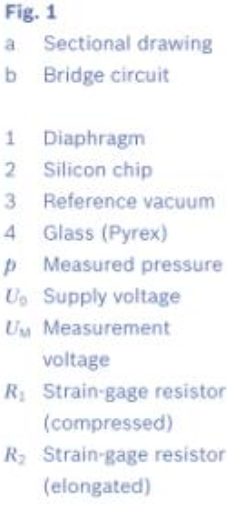 Fig. 1
a Sectional drawing
b Bridge circuit
1 Diaphragm
2 Silicon chip
3 Reference vacuum
4 Glass (Pyrex)
p Measured pressure
U₀ Supply voltage
U_M Measurement
voltage
R₁ Strain-gage resistor
(compressed)
R₂ Strain-gage resistor
(elongated)